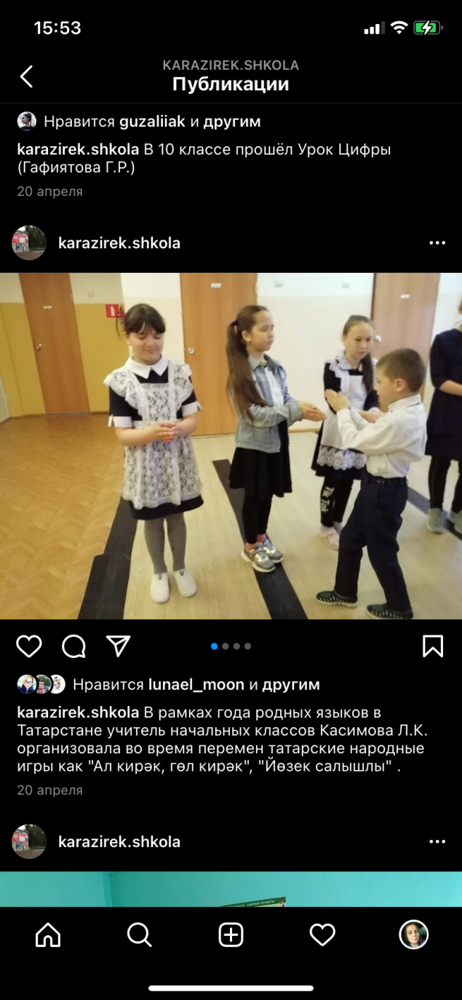 15:53
KARAZIREK.SHKOLA
Публикации
Нравится guzaliiak и другим
karazirek.shkola В 10 классе прошёл Урок Цифры
(Гафиятова Г.Р.)
20 апреля
karazirek.shkola
Tik Tok
Нравится lunael_moon и другим
karazirek.shkola В рамках года родных языков в
Татарстане учитель начальных классов Касимова Л.К.
организовала во время перемен татарские народные
игры как "Ал кирәк, гөл кирәк", "Йөзек салышлы" .
20 апреля
karazirek.shkola